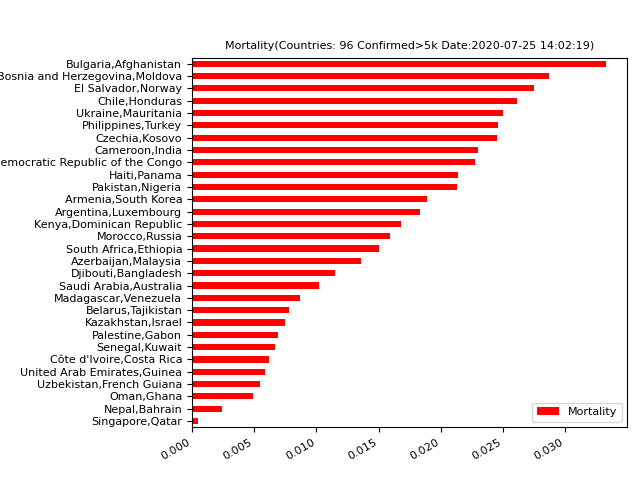 Mortality(Countries: 96 Confirmed>5k Date:2020-07-25 14:02:19)
Bulgaria,Afghanistan
Bosnia and Herzegovina,Moldova
El Salvador,Norway
Chile,Honduras
Ukraine,Mauritania
Philippines,Turkey
Czechia,Kosovo
Cameroon,India
emocratic Republic of the Congo
Haiti,Panama
Pakistan,Nigeria
Armenia,South Korea
Argentina,Luxembourg
Kenya,Dominican Republic
Morocco,Russia
South Africa,Ethiopia
Azerbaijan,Malaysia
Djibouti,Bangladesh
Saudi Arabia,Australia
Madagascar,Venezuela
Belarus,Tajikistan
Kazakhstan,Israel
Palestine,Gabon
Senegal,Kuwait
Côte d'Ivoire,Costa Rica
United Arab Emirates,Guinea
Uzbekistan,French Guiana
Oman,Ghana
Nepal,Bahrain
Singapore,Qatar
Mortality
0.000 0.005 0.010 0.015 0.020 0.025 0.030